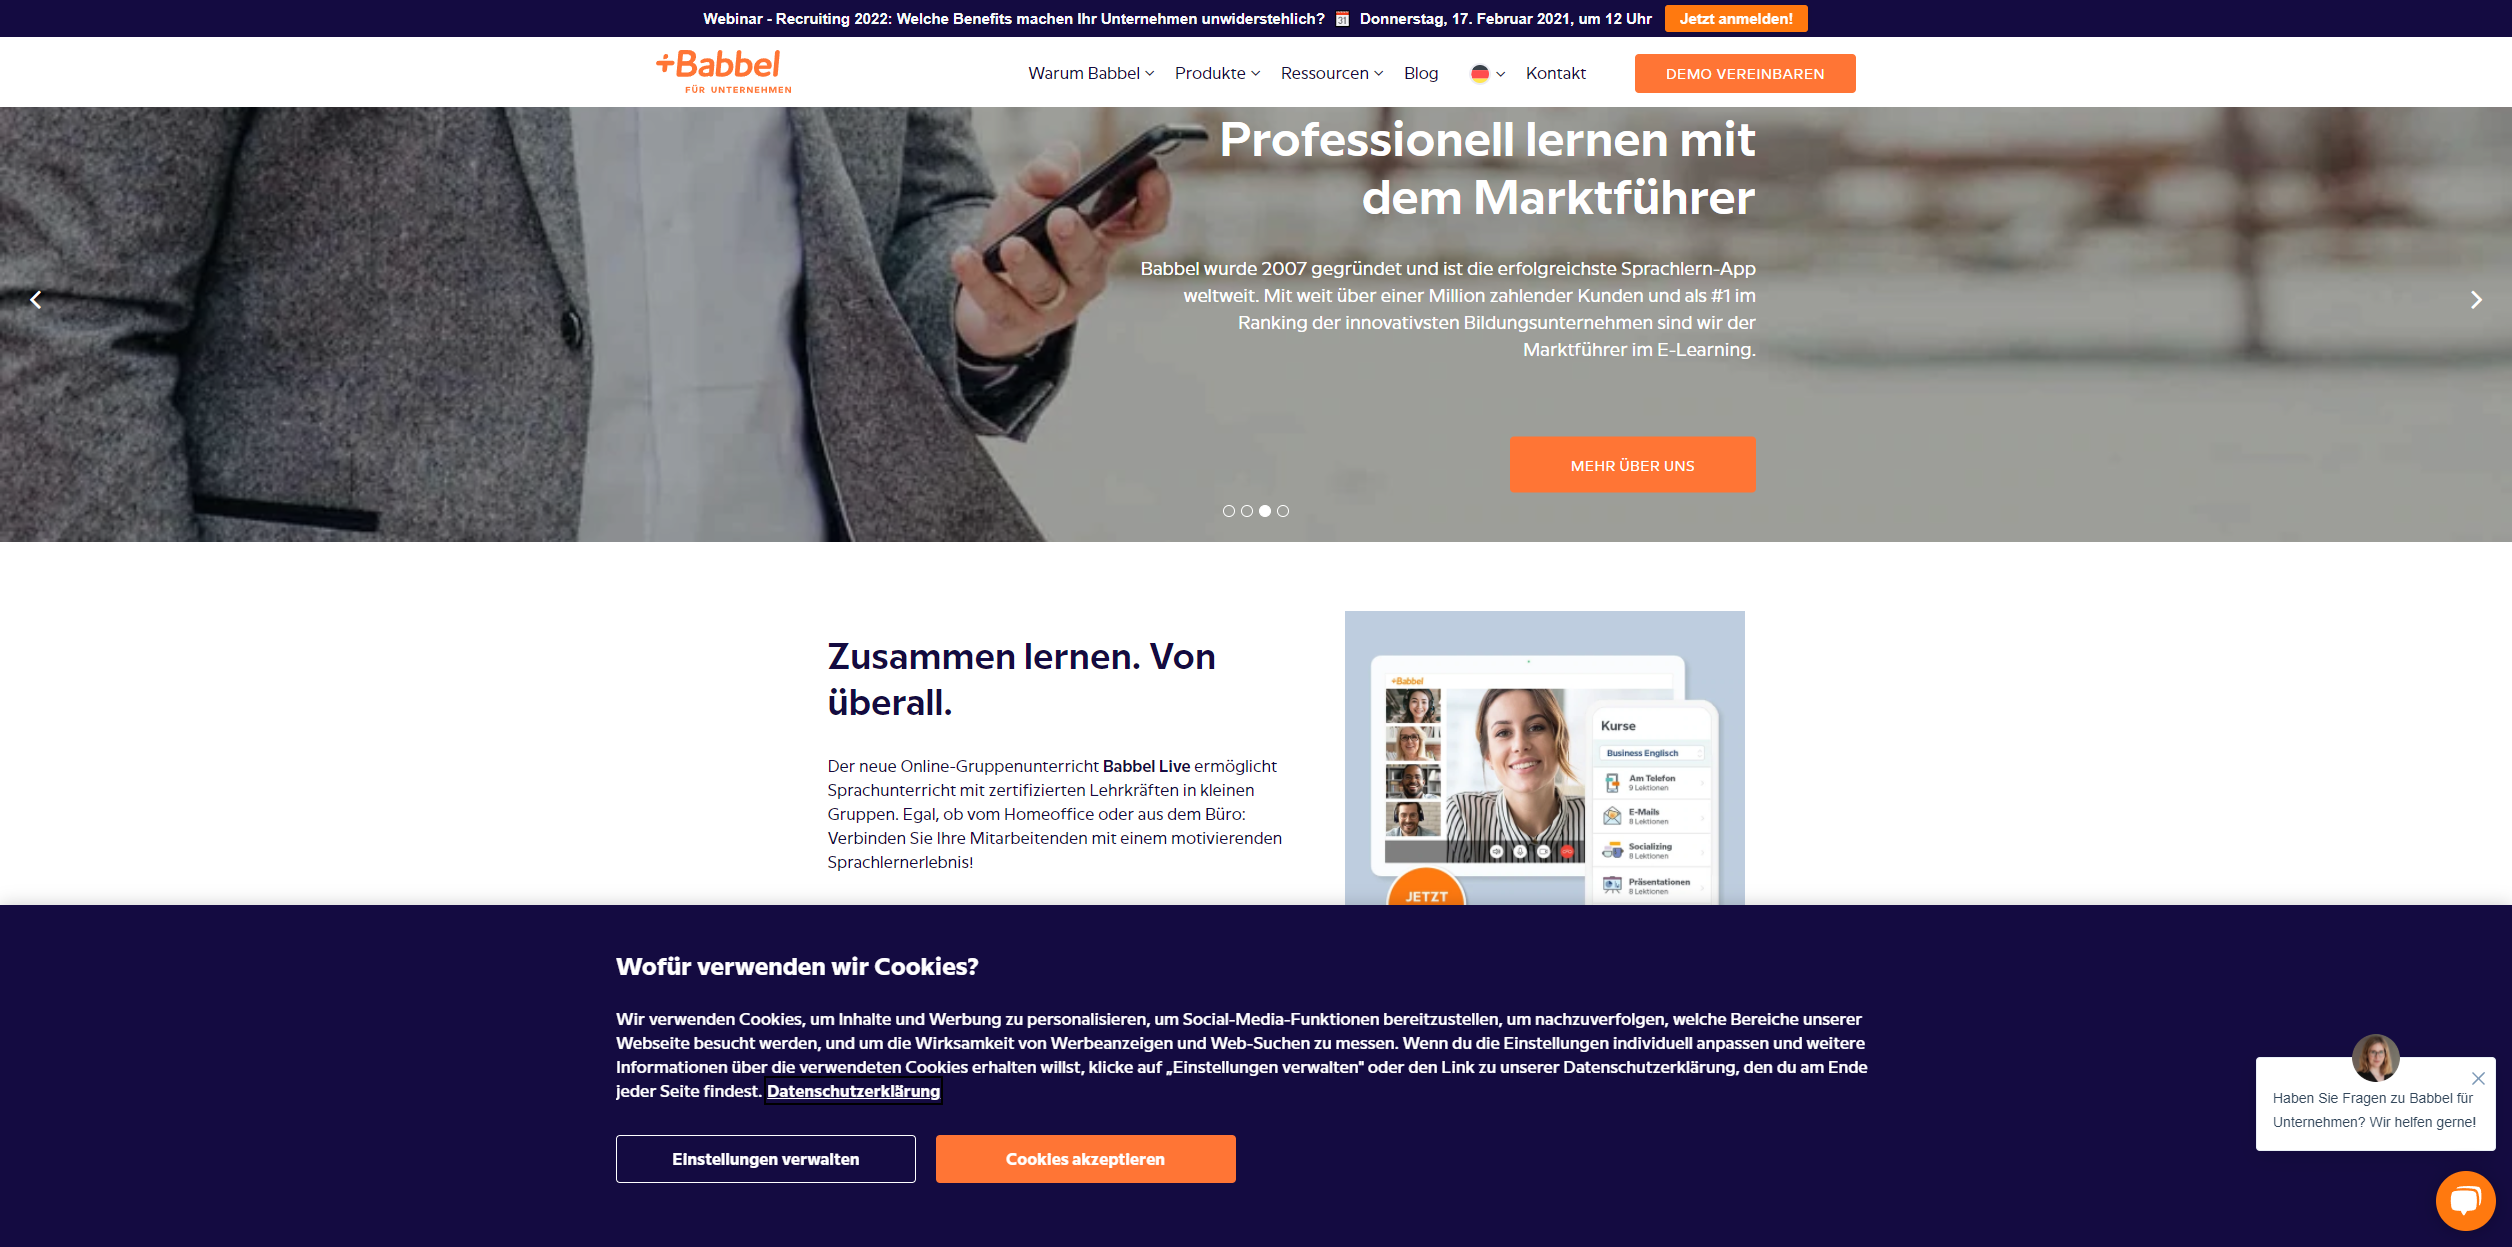 Webinar - Recruiting 2022: Welche Benefits machen Ihr Unternehmen unwiderstehlich? 📅 Donnerstag, 17. Februar 2021, um 12 Uhr Jetzt anmelden!
+Babbel
FÜR UNTERNEHMEN
Warum Babbel Produkte Ressourcen Blog Kontakt DEMO VEREINBAREN
Professionell lernen mit
dem Marktführer
Babbel wurde 2007 gegründet und ist die erfolgreichste Sprachlern-App
weltweit. Mit weit über einer Million zahlender Kunden und als #1 im
Ranking der innovativsten Bildungsunternehmen sind wir der
Marktführer im E-Learning.
MEHR ÜBER UNS
Zusammen lernen. Von
überall.
Der neue Online-Gruppenunterricht Babbel Live ermöglicht
Sprachunterricht mit zertifizierten Lehrkräften in kleinen
Gruppen. Egal, ob vom Homeoffice oder aus dem Büro:
Verbinden Sie Ihre Mitarbeitenden mit einem motivierenden
Sprachlernerlebnis!
+Babbel
Kurse
Business Englisch
Am Telefon
9 Lektionen
E-Mails
8 Lektionen
Socializing
8 Lektionen
Präsentationen
8 Lektionen
JETZT
Wofür verwenden wir Cookies?
Wir verwenden Cookies, um Inhalte und Werbung zu personalisieren, um Social-Media-Funktionen bereitzustellen, um nachzuverfolgen, welche Bereiche unserer
Webseite besucht werden, und um die Wirksamkeit von Werbeanzeigen und Web-Suchen zu messen. Wenn du die Einstellungen individuell anpassen und weitere
Informationen über die verwendeten Cookies erhalten willst, klicke auf „Einstellungen verwalten" oder den Link zu unserer Datenschutzerklärung, den du am Ende
jeder Seite findest. Datenschutzerklärung
Einstellungen verwalten
Cookies akzeptieren
Haben Sie Fragen zu Babbel für
Unternehmen? Wir helfen gerne!